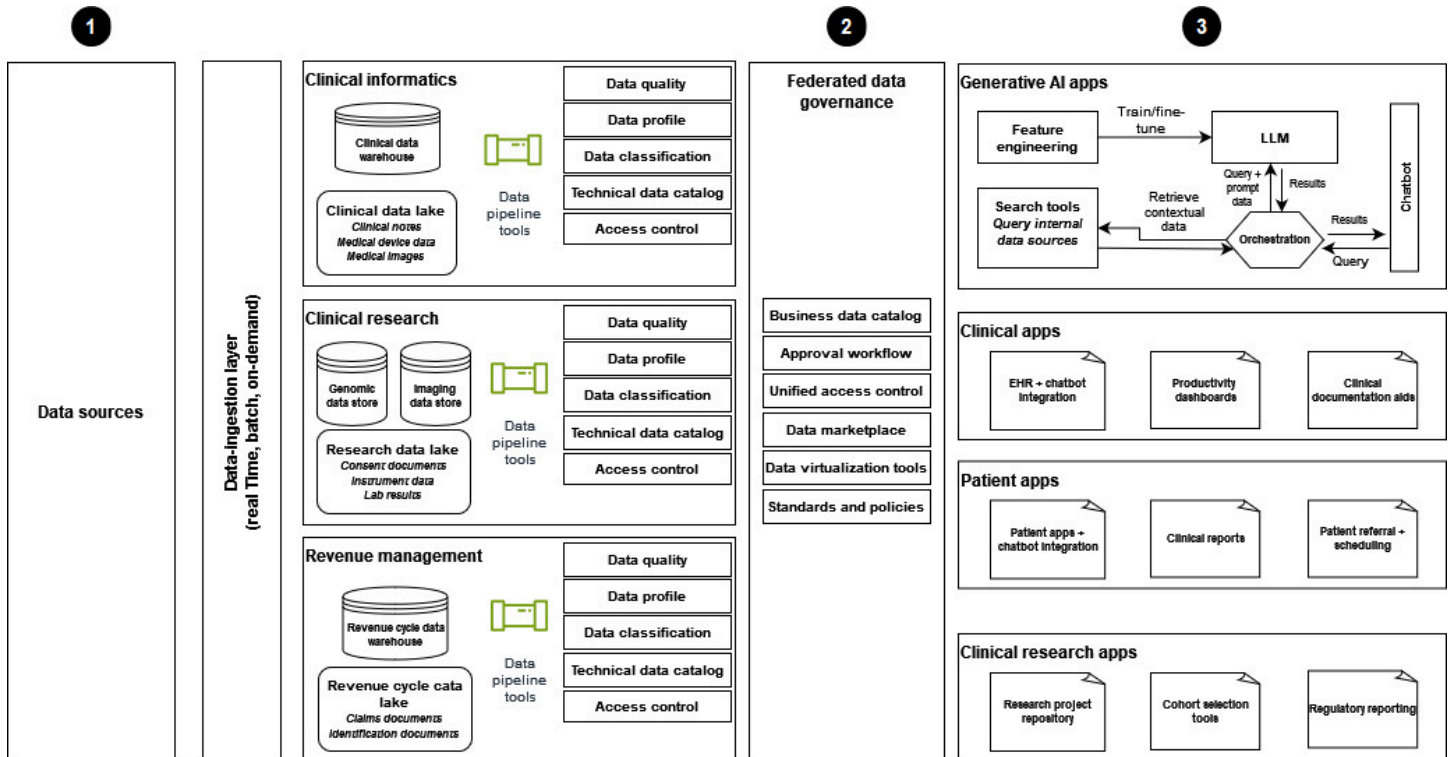 1
2
3
Data sources
Data-ingestion layer
(real Time, batch, on-demand)
Clinical informatics
Clinical data
warehouse
Clinical data lake
Clinical notes
Medical device data
Medical images
Data
pipeline
tools
Data quality
Data profile
Data classification
Technical data catalog
Access control
Clinical research
Genomic
data store
Imaging
data store
Research data lake
Consent documents
Instrument data
Lab results
Data
pipeline
tools
Data quality
Data profile
Data classification
Technical data catalog
Access control
Revenue management
Revenue cycle data
warehouse
Revenue cycle cata
lake
Claims documents
Identification documents
Data
pipeline
tools
Data quality
Data profile
Data classification
Technical data catalog
Access control
Federated data
governance
Business data catalog
Approval workflow
Unified access control
Data marketplace
Data virtualization tools
Standards and policies
Generative AI apps
Feature
engineering
Train/fine-
tune
LLM
Query +
prompt
data
Results
Search tools
Query internal
data sources
Retrieve
contextual
data
Orchestration
Results
Query
Chatbot
Clinical apps
EHR + chatbot
integration
Productivity
dashboards
Clinical
documentation aids
Patient apps
Patient apps +
chatbot integration
Clinical reports
Patient referral +
scheduling
Clinical research apps
Research project
repository
Cohort selection
tools
Regulatory reporting